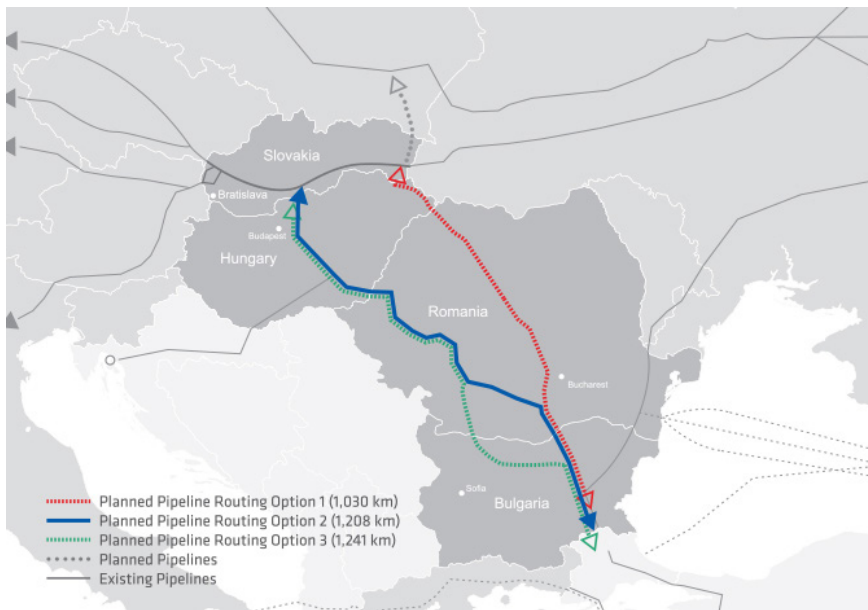 Slovakia
Bratislava
Budapest
Hungary
Romania
Bucharest
Sofia
Bulgaria
Planned Pipeline Routing Option 1 (1,030 km)
Planned Pipeline Routing Option 2 (1,208 km)
Planned Pipeline Routing Option 3 (1,241 km)
Planned Pipelines
Existing Pipelines